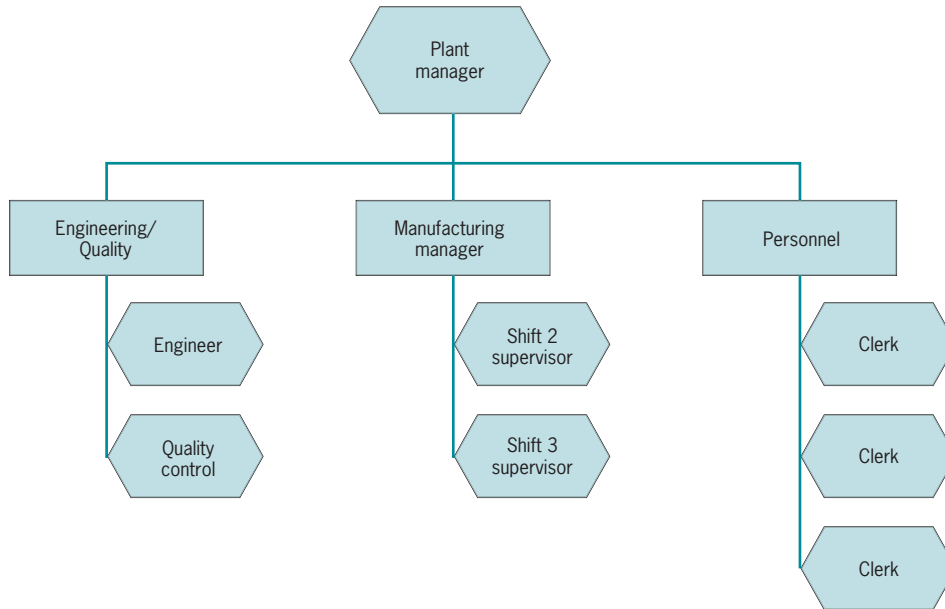 Plant
manager
Engineering/
Quality
Manufacturing
manager
Personnel
Engineer
Shift 2
supervisor
Clerk
Quality
control
Shift 3
supervisor
Clerk
Clerk